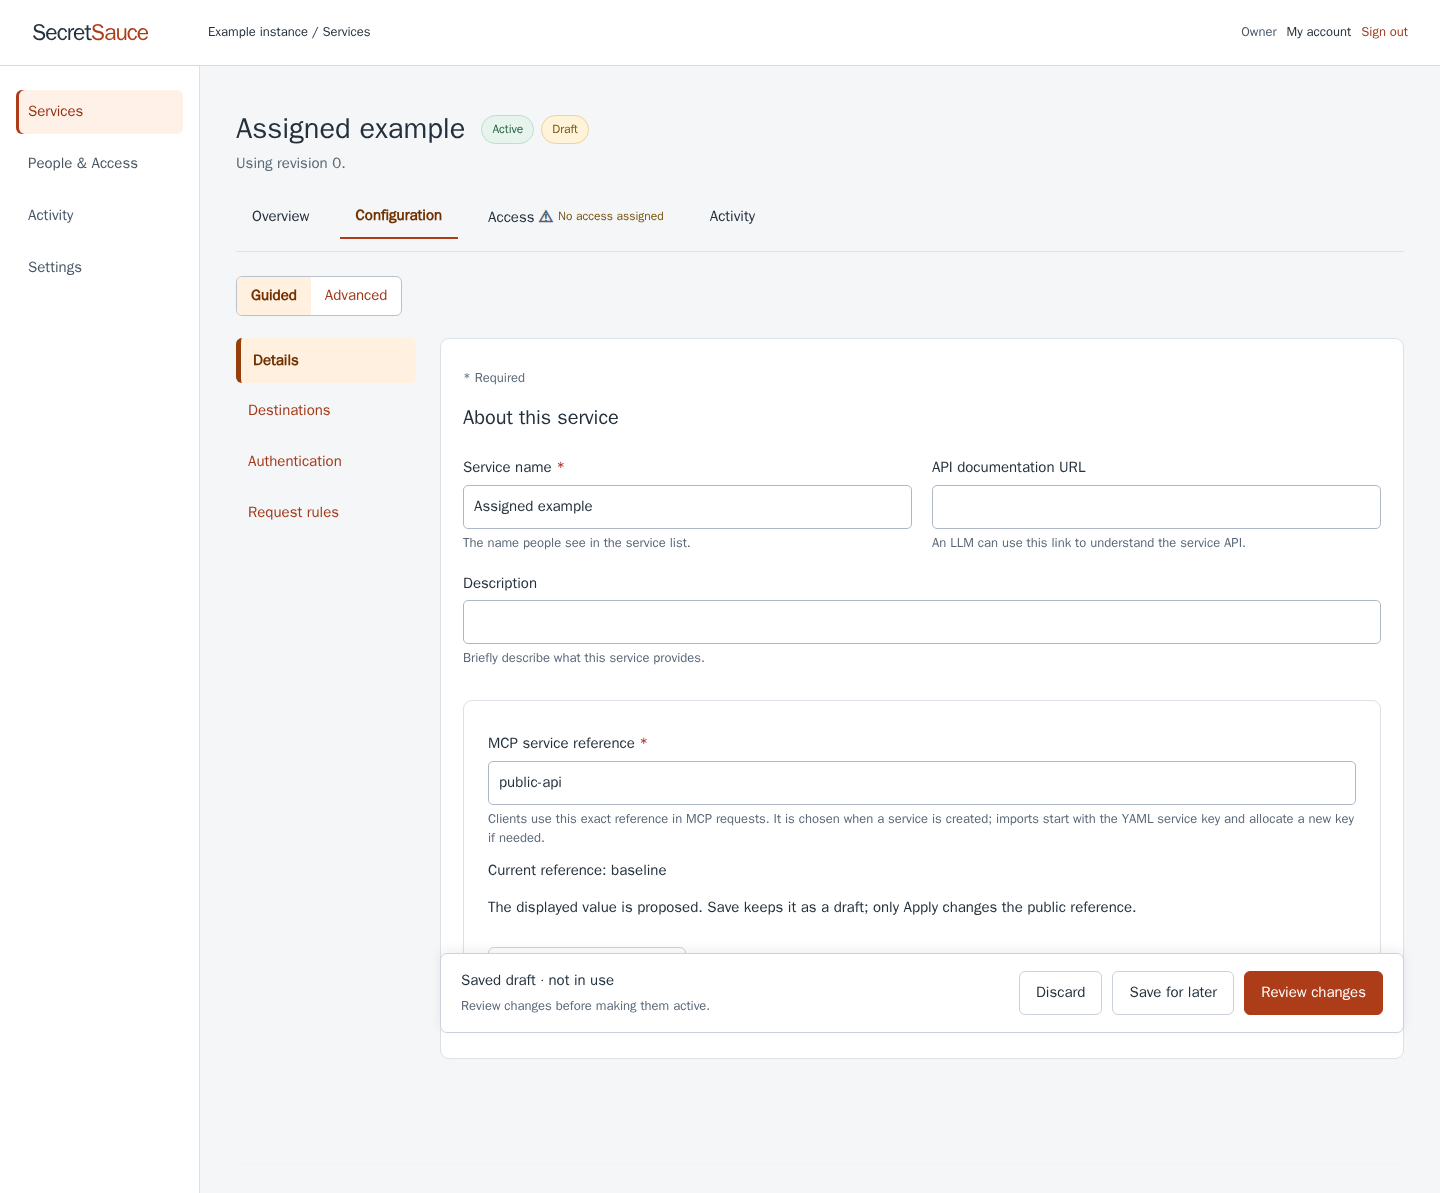 SecretSauce
Example instance / Services
Owner My account Sign out
Services
People & Access
Activity
Settings
Assigned example Active Draft
Using revision 0.
Overview Configuration Access ⚠ No access assigned Activity
Guided Advanced
Details
Destinations
Authentication
Request rules
* Required
About this service
Service name *
Assigned example
The name people see in the service list.
API documentation URL
An LLM can use this link to understand the service API.
Description
Briefly describe what this service provides.
MCP service reference *
public-api
Clients use this exact reference in MCP requests. It is chosen when a service is created; imports start with the YAML service key and allocate a new key
if needed.
Current reference: baseline
The displayed value is proposed. Save keeps it as a draft; only Apply changes the public reference.
Saved draft · not in use
Review changes before making them active.
Discard Save for later Review changes